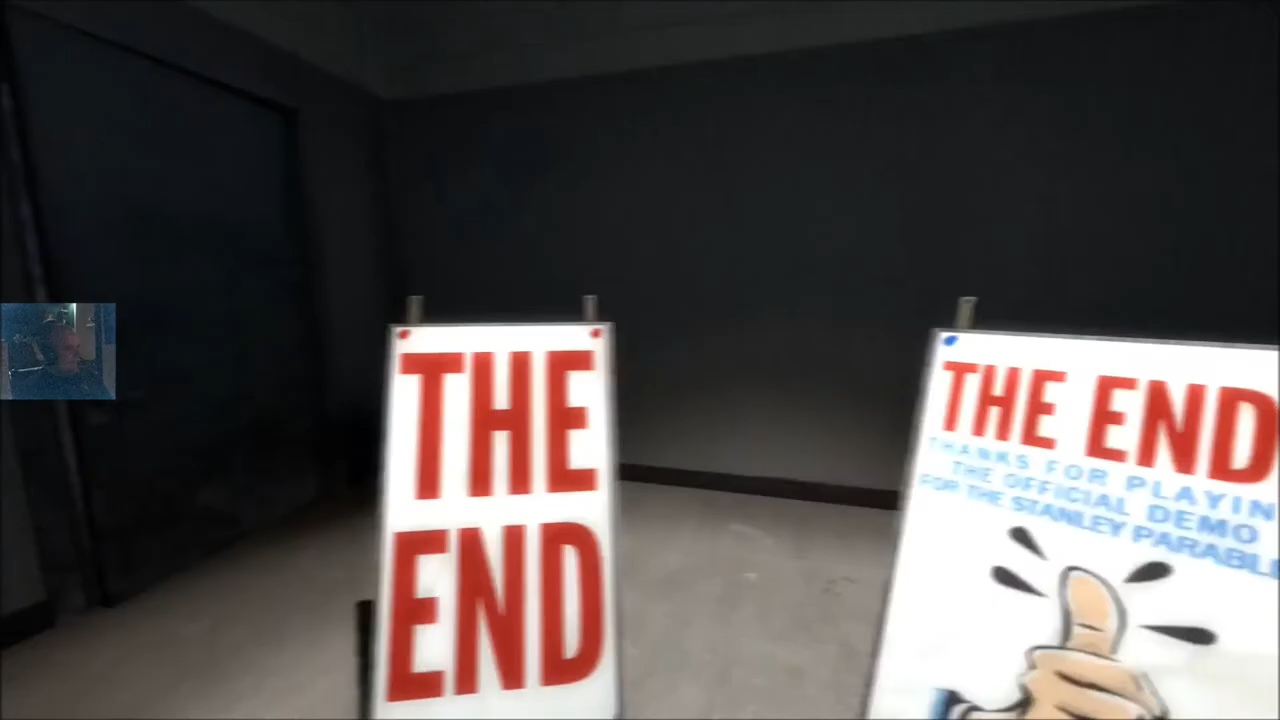 THE
END
THE END
THANKS FOR PLAYIN
THE OFFICIAL DEMO
FOR THE STANLEY PARABL